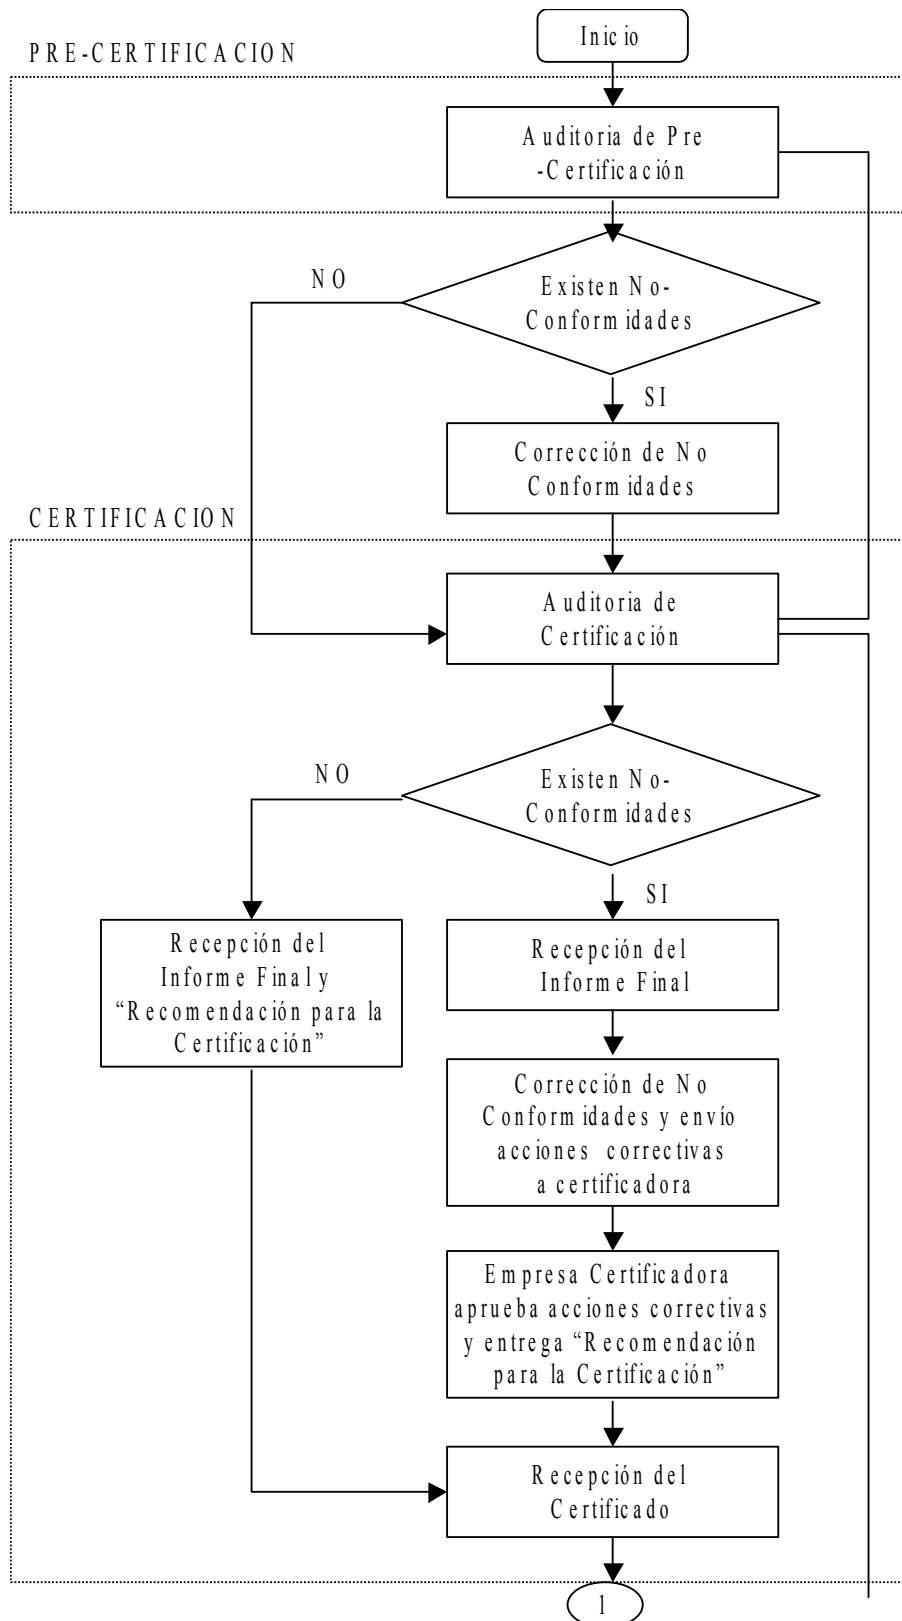 Inicio
PRE-CERTIFICACION
Auditoria de Pre
-Certificación
NO
Existen No-
Conformidades
SI
Corrección de No
Conformidades
CERTIFICACION
Auditoria de
Certificación
NO
Existen No-
Conformidades
SI
Recepción del
Informe Final y
“Recomendación para la
Certificación”
Recepción del
Informe Final
Corrección de No
Conformidades y envío
acciones correctivas
a certificadora
Empresa Certificadora
aprueba acciones correctivas
y entrega “Recomendación
para la Certificación”
Recepción del
Certificado
1